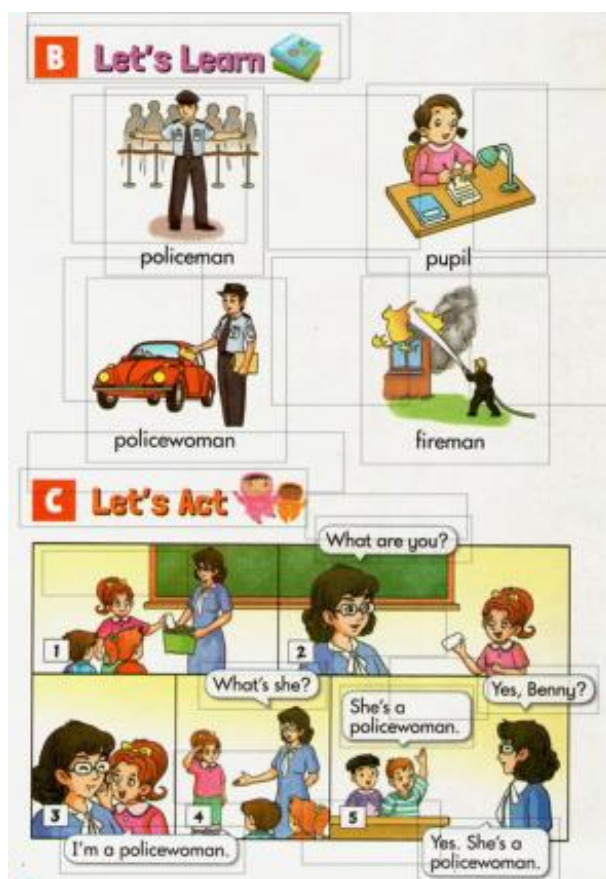 B Let's Learn
policeman
pupil
policewoman
fireman
C Let's Act
What are you?
1
2
What's she?
Yes, Benny?
She's a
policewoman.
3
4
5
I'm a policewoman.
Yes. She's a
policewoman.